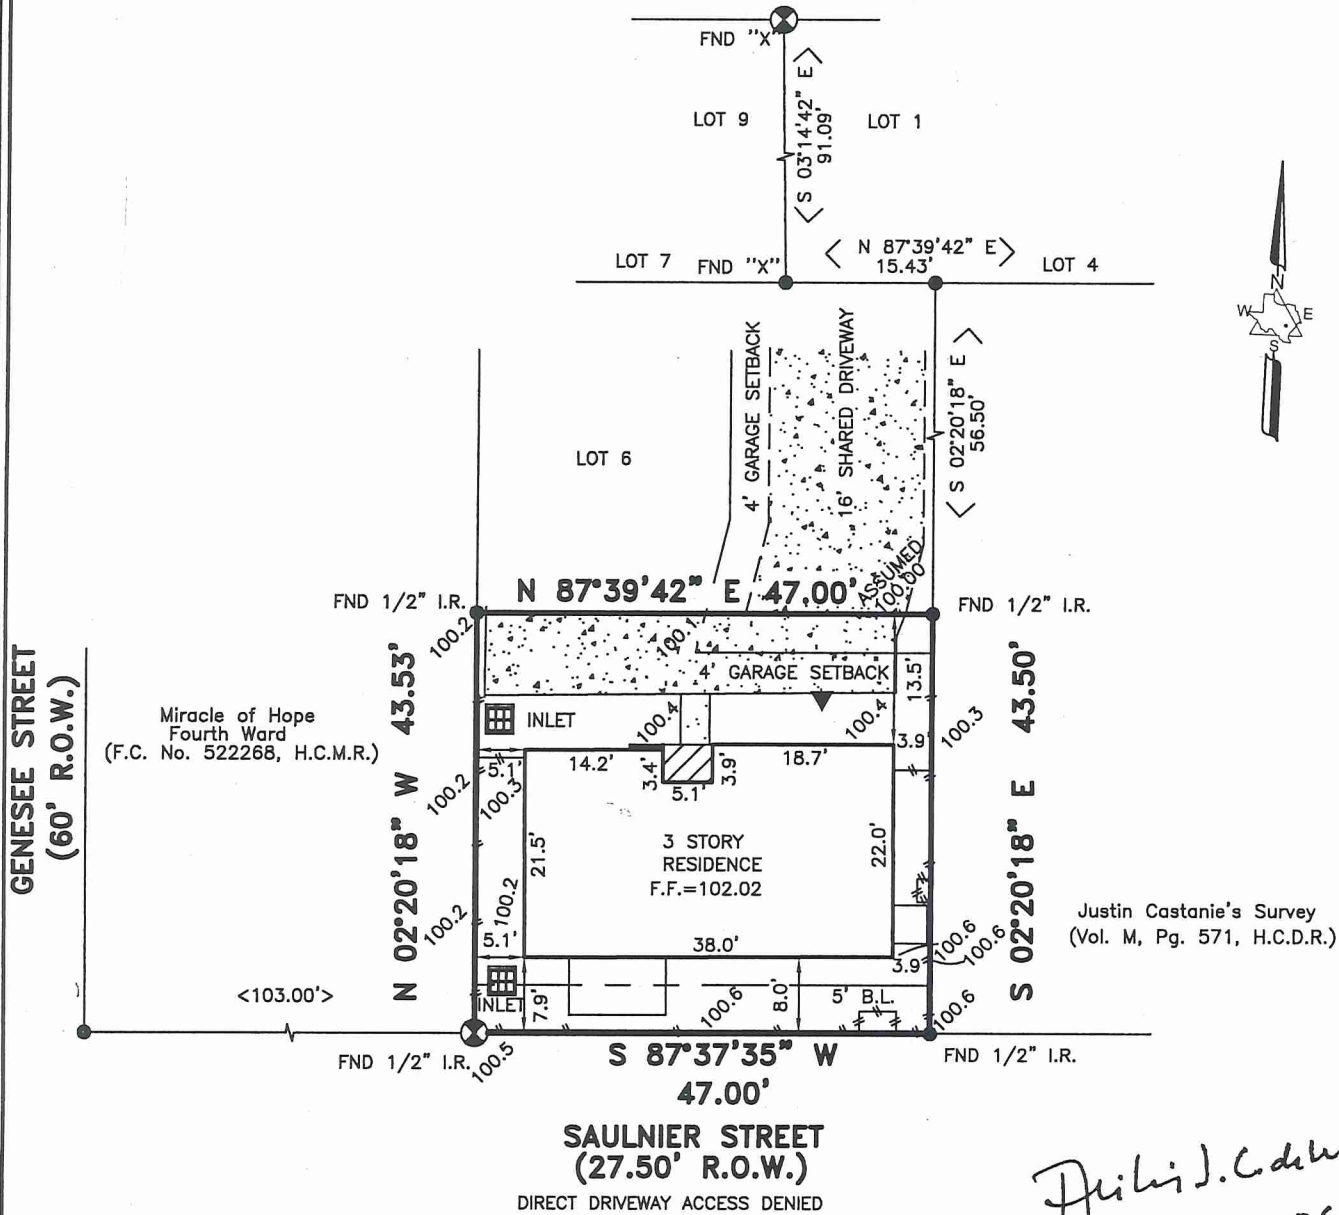 FND "X"
< S 03°14'42" E >
91.09'
LOT 9
LOT 1
< N 87°39'42" E >
15.43'
LOT 7
FND "X"
LOT 4
N
W
E
S
4' GARAGE SETBACK
16' SHARED DRIVEWAY
< S 02°20'18" E >
56.50'
LOT 6
ASSUMED
100.00'
N 87°39'42" E 47.00'
FND 1/2" I.R.
FND 1/2" I.R.
100.2
100.1
4' GARAGE SETBACK
13.5'
GENESEE STREET
(60' R.O.W.)
N 02°20'18" W 43.53'
S 02°20'18" E 43.50'
Miracle of Hope
Fourth Ward
(F.C. No. 522268, H.C.M.R.)
INLET
100.4
100.4
3.9'
100.3
5.1'
14.2'
3.4'
5.1'
3.9'
18.7'
100.2
100.3
21.5'
3 STORY
RESIDENCE
F.F.=102.02
22.0'
100.2
100.2
5.1'
38.0'
3.9'
100.6
100.6
Justin Castanie's Survey
(Vol. M, Pg. 571, H.C.D.R.)
<103.00'>
INLET
7.9'
100.6
8.0'
5' B.L.
100.6
FND 1/2" I.R.
100.5
FND 1/2" I.R.
S 87°37'35" W
47.00'
SAULNIER STREET
(27.50' R.O.W.)
DIRECT DRIVEWAY ACCESS DENIED